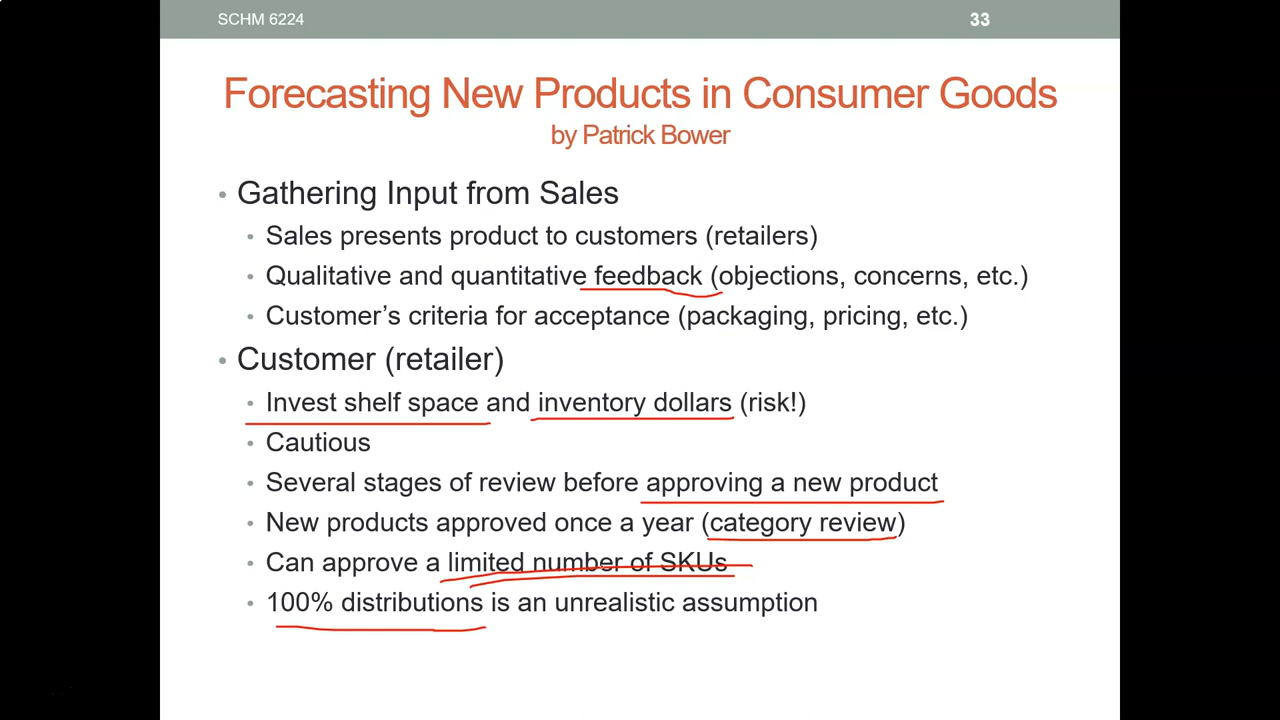 SCHM 6224
33
Forecasting New Products in Consumer Goods
by Patrick Bower
• Gathering Input from Sales
• Sales presents product to customers (retailers)
• Qualitative and quantitative feedback (objections, concerns, etc.)
• Customer’s criteria for acceptance (packaging, pricing, etc.)
• Customer (retailer)
• Invest shelf space and inventory dollars (risk!)
• Cautious
• Several stages of review before approving a new product
• New products approved once a year (category review)
• Can approve a limited number of SKUs
• 100% distributions is an unrealistic assumption